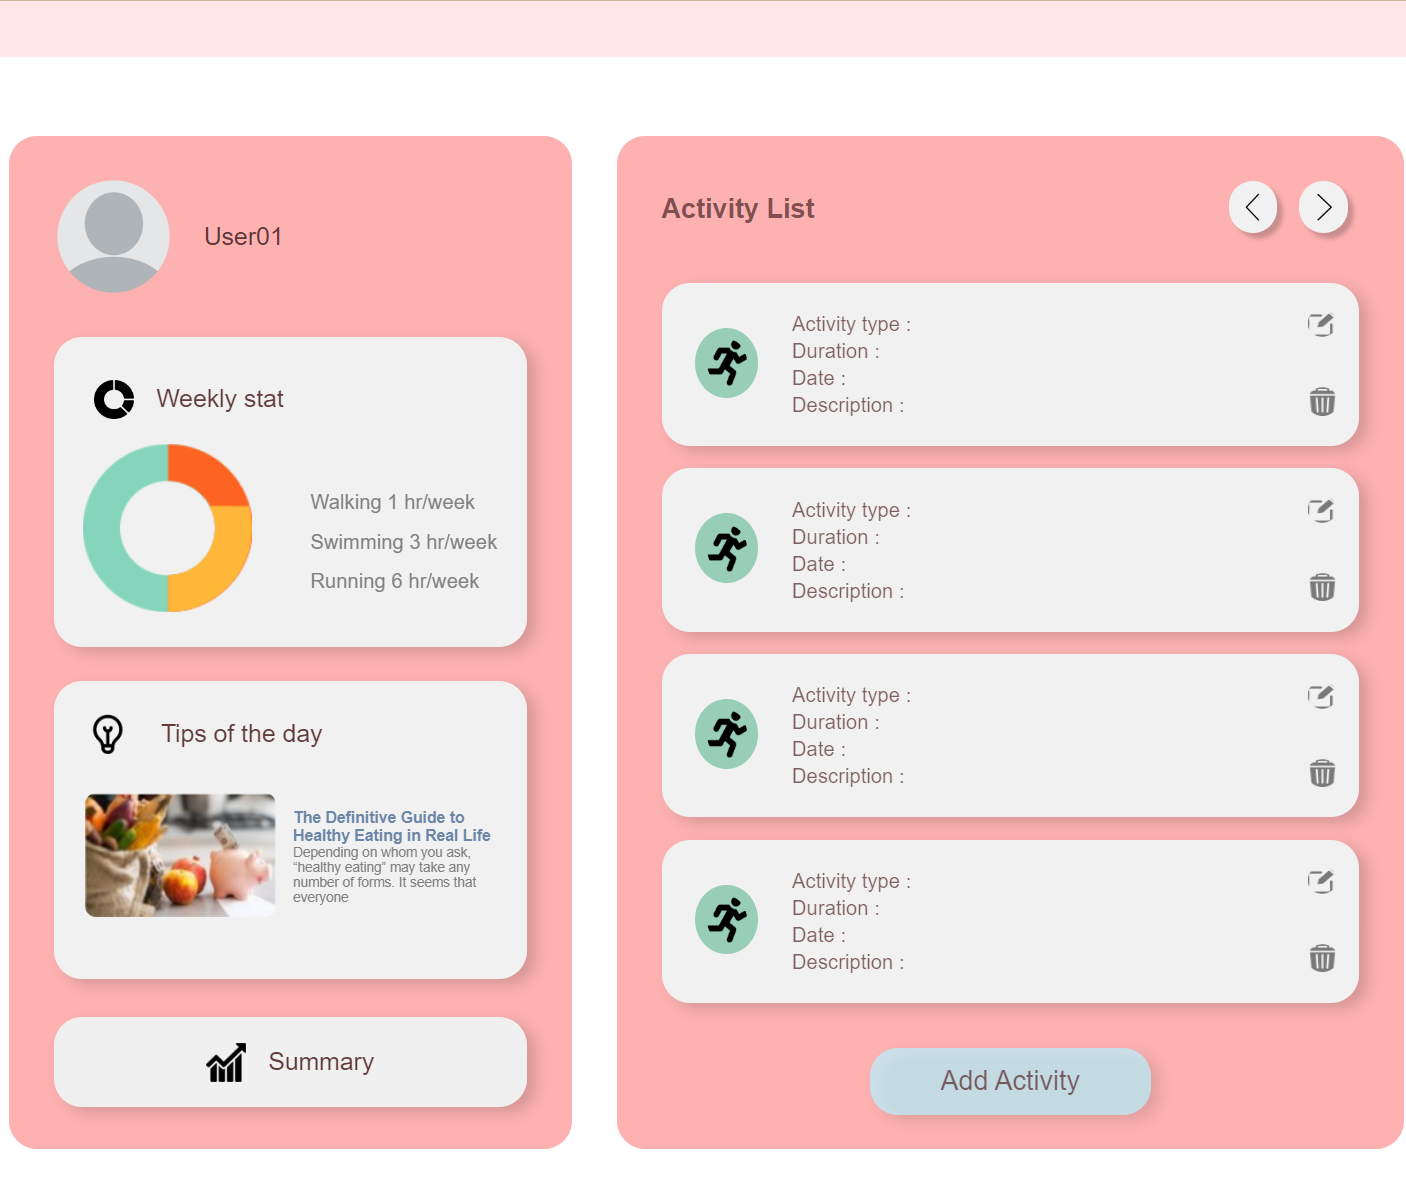 User01
Weekly stat
Walking 1 hr/week
Swimming 3 hr/week
Running 6 hr/week
Tips of the day
The Definitive Guide to
Healthy Eating in Real Life
Depending on whom you ask,
“healthy eating” may take any
number of forms. It seems that
everyone
Summary
Activity List
Activity type :
Duration :
Date :
Description :
Activity type :
Duration :
Date :
Description :
Activity type :
Duration :
Date :
Description :
Activity type :
Duration :
Date :
Description :
Add Activity